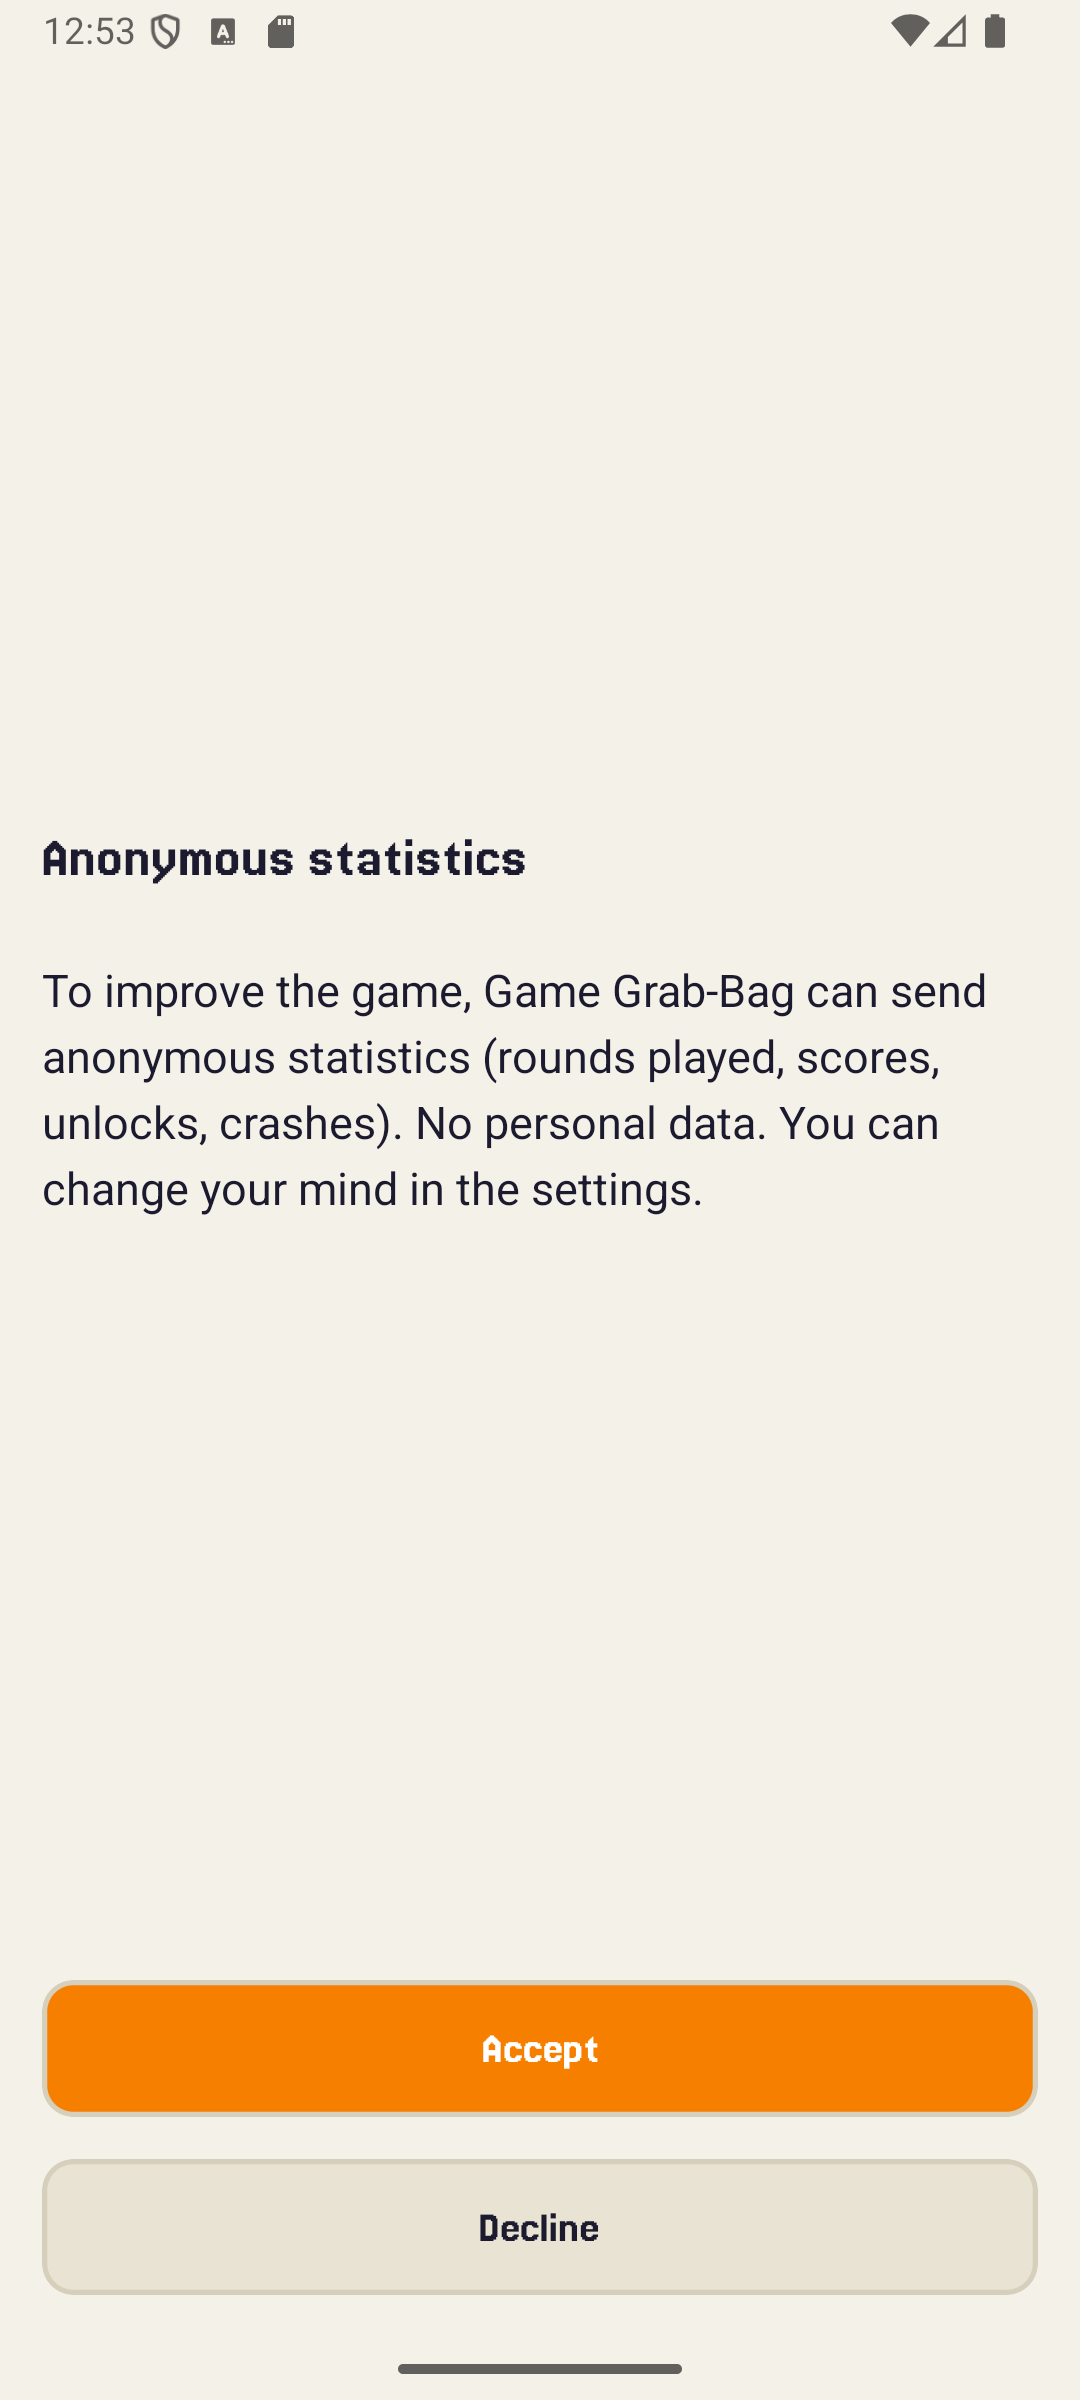 12:53
Anonymous statistics
To improve the game, Game Grab-Bag can send
anonymous statistics (rounds played, scores,
unlocks, crashes). No personal data. You can
change your mind in the settings.
Accept
Decline